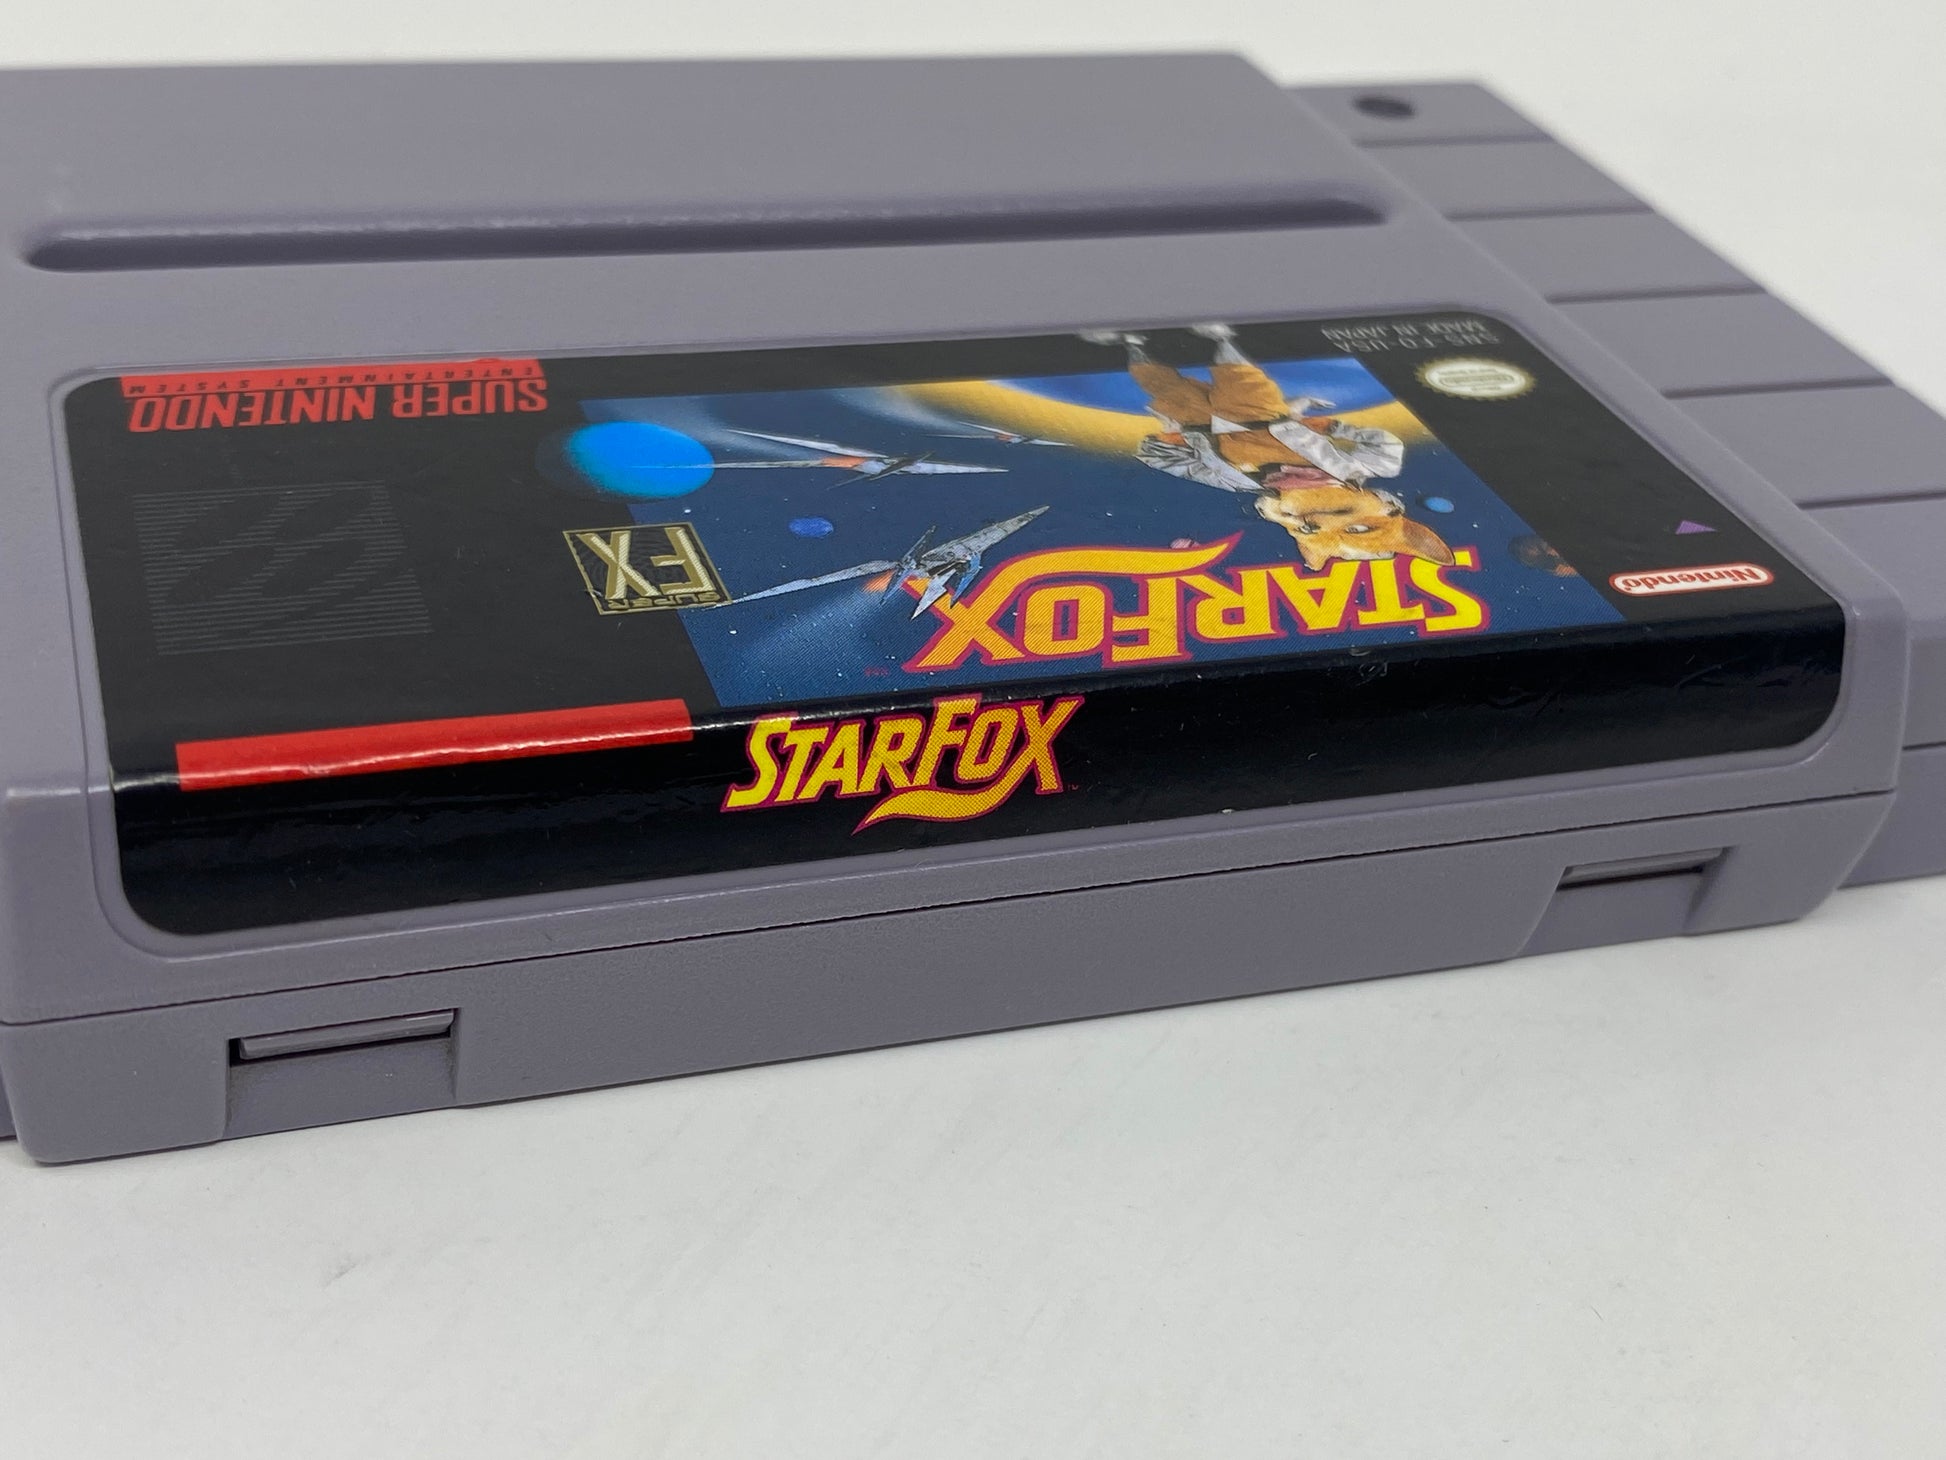 SNS-FO-USA
MADE IN JAPAN
SUPER NINTENDO
ENTERTAINMENT SYSTEM
Nintendo
STARFOX
SUPER
FX
STARFOX